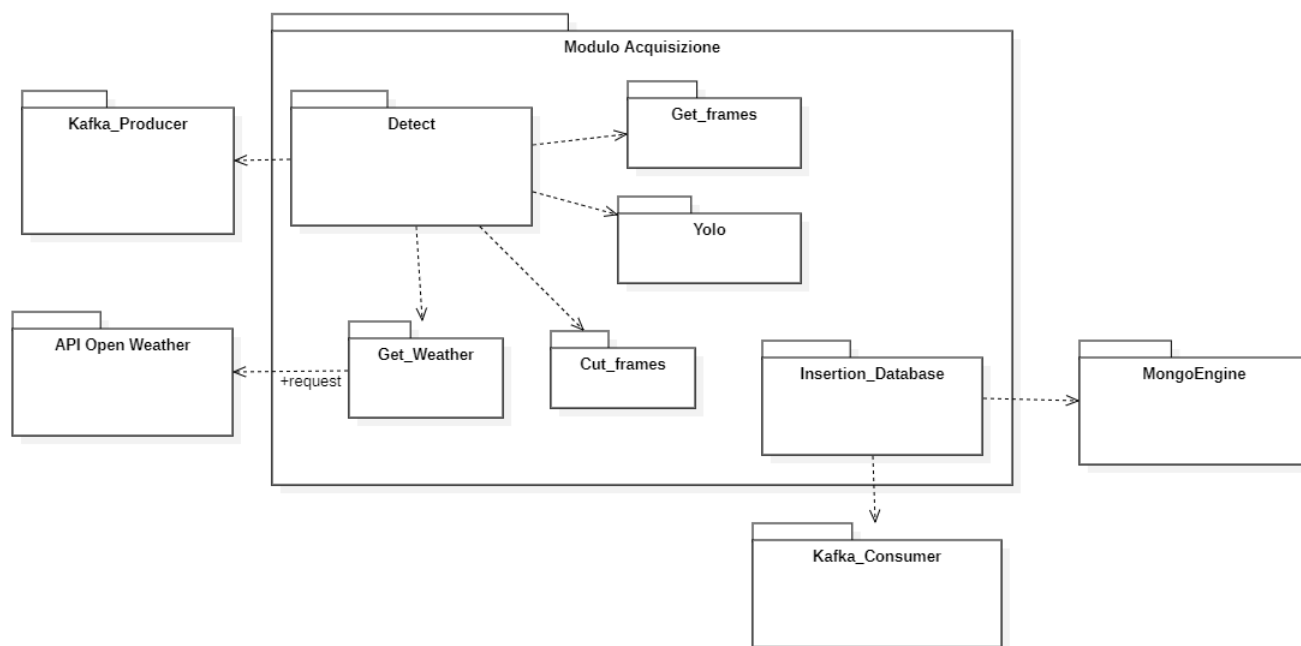 Modulo Acquisizione
Kafka_Producer
Detect
Get_frames
Yolo
API Open Weather
+request
Get_Weather
Cut_frames
Insertion_Database
MongoEngine
Kafka_Consumer